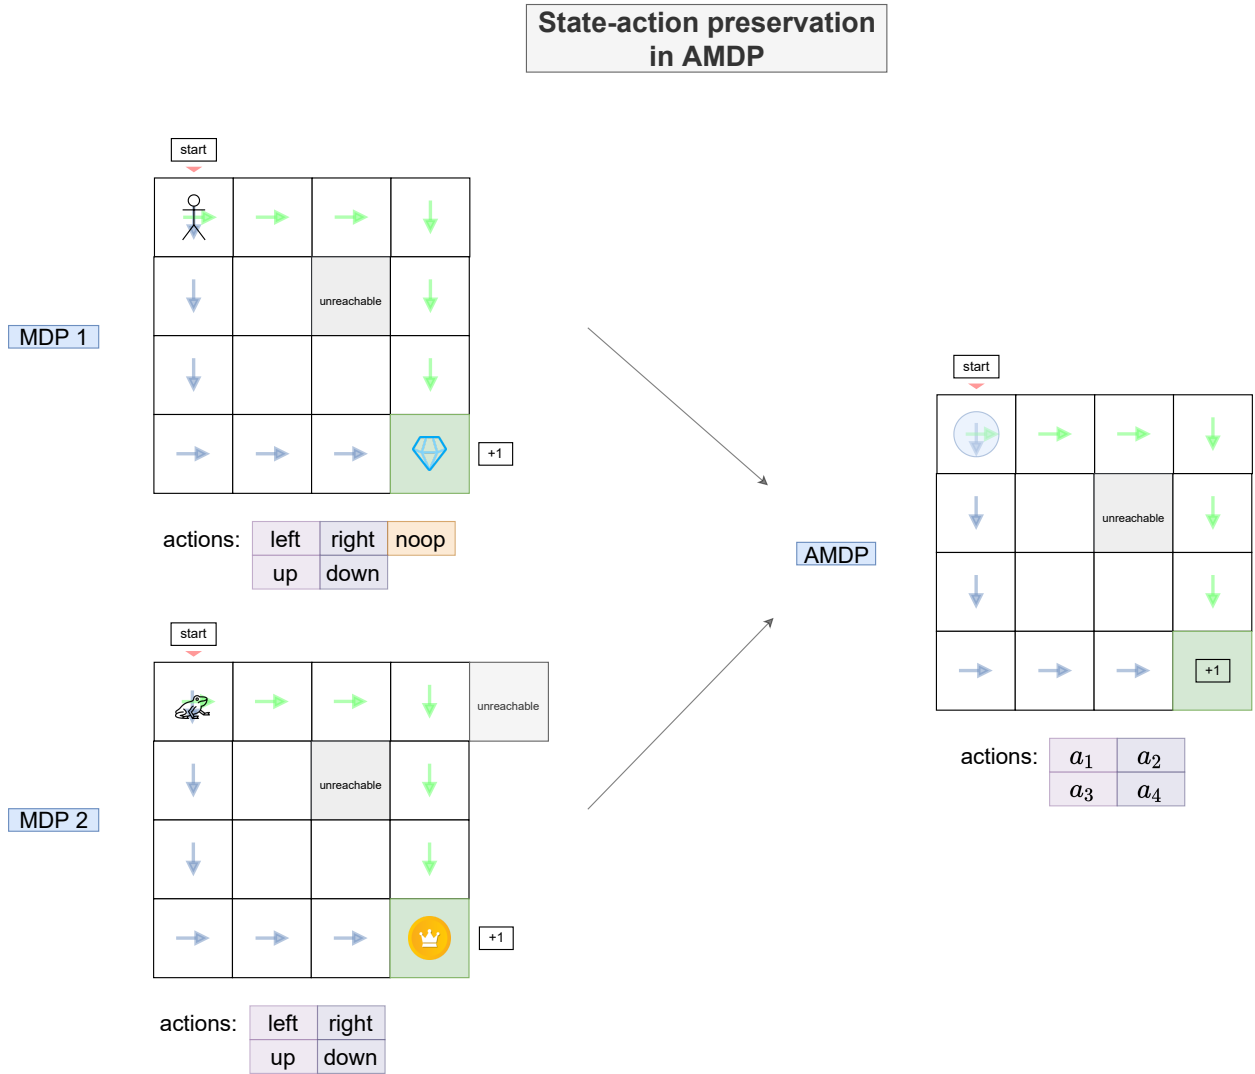 State-action preservation
in AMDP
start
unreachable
MDP 1
+1
actions: left right noop
up down
start
unreachable
unreachable
MDP 2
+1
actions: left right
up down
start
unreachable
AMDP
+1
actions: a₁ a₂
a₃ a₄